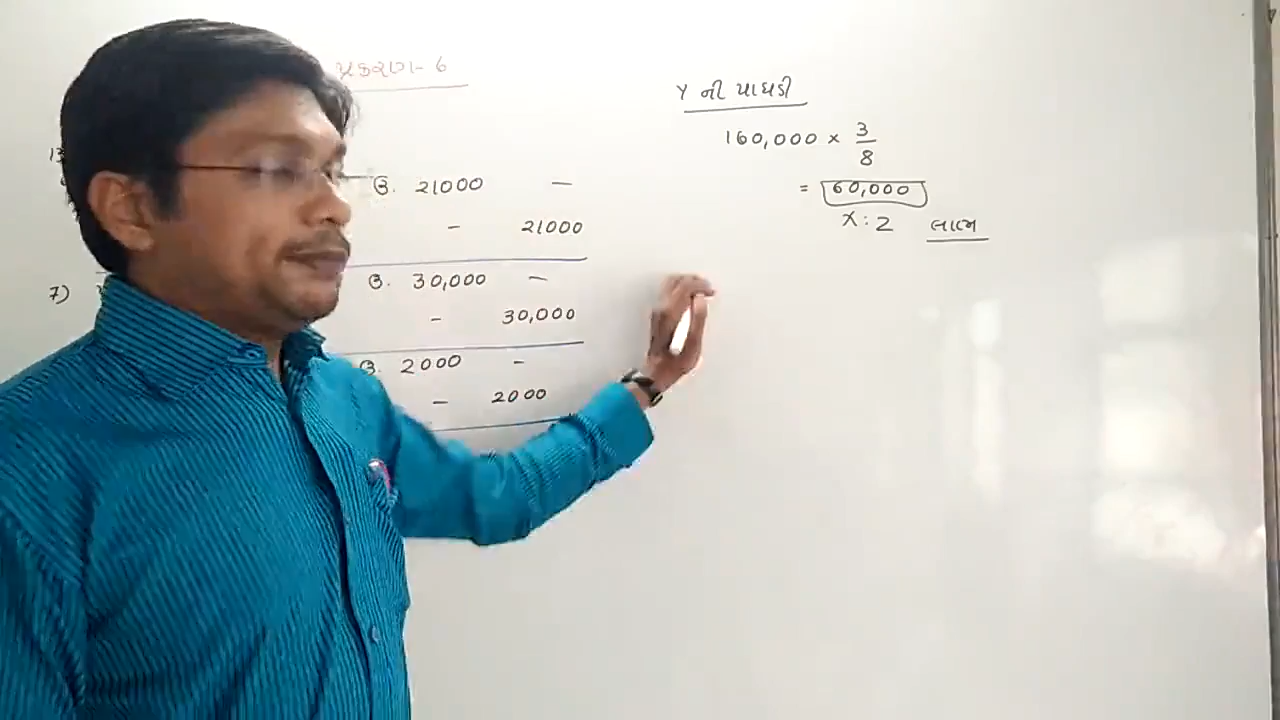 પ્રકરણ - 6
ઉ. 21000 —
- 21000
7)
ઉ. 30,000 —
- 30,000
ઉ. 2000 -
- 2000
Y ની પાઘડી
160,000 × 3/8
= 60,000
X : 2 લાભ